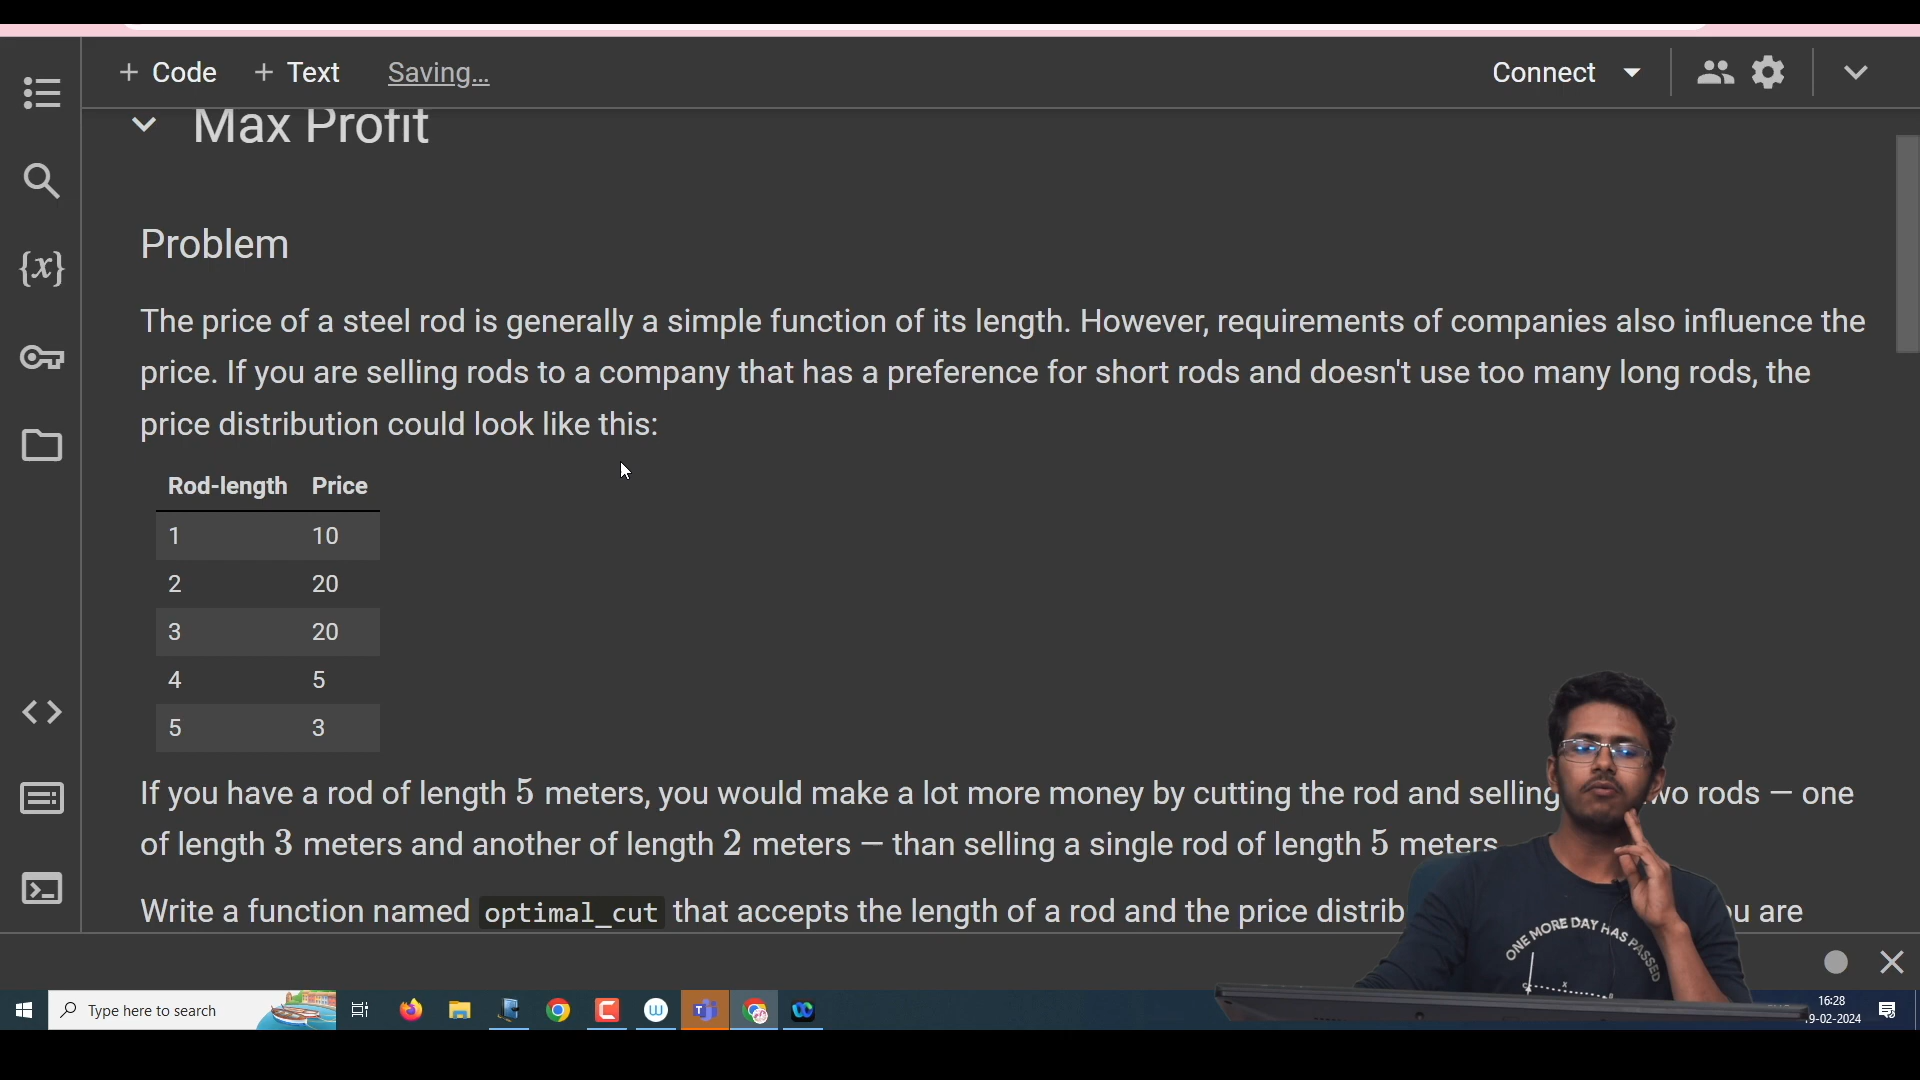 + Code + Text Saving... Connect
Max Profit
{x}
Problem
The price of a steel rod is generally a simple function of its length. However, requirements of companies also influence the
price. If you are selling rods to a company that has a preference for short rods and doesn't use too many long rods, the
price distribution could look like this:
Rod-length Price
1 10
2 20
3 20
4 5
5 3
If you have a rod of length 5 meters, you would make a lot more money by cutting the rod and selling rods — one
of length 3 meters and another of length 2 meters — than selling a single rod of length 5 meters
Write a function named optimal_cut that accepts the length of a rod and the price are
ONE MORE DAY HAS PASSED
Type here to search
16:28
9-02-2024